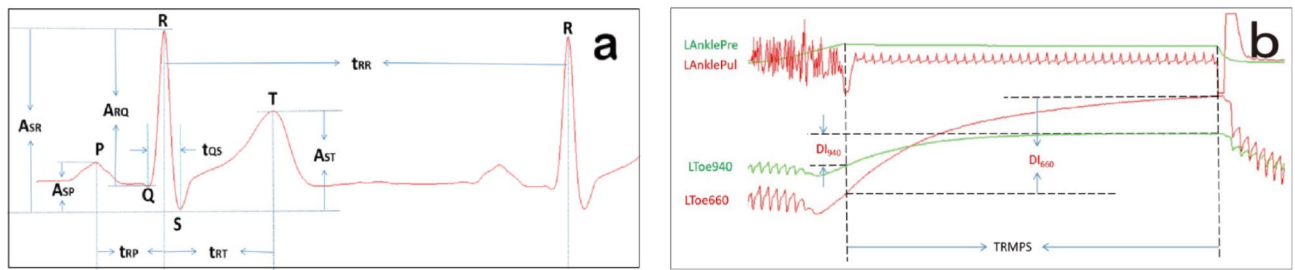 R
R
a
tRR
ASR
ARQ
T
P
tQS
AST
ASP
Q
S
tRP
tRT
b
LAnklePre
LAnklePul
DI940
DI660
LToe940
LToe660
TRMPS